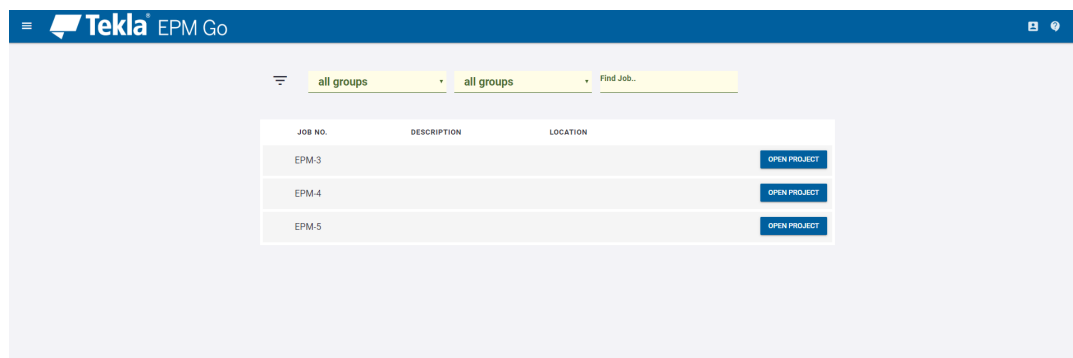 Tekla® EPM Go
all groups
all groups
Find Job..
JOB NO. DESCRIPTION LOCATION
EPM-3 OPEN PROJECT
EPM-4 OPEN PROJECT
EPM-5 OPEN PROJECT